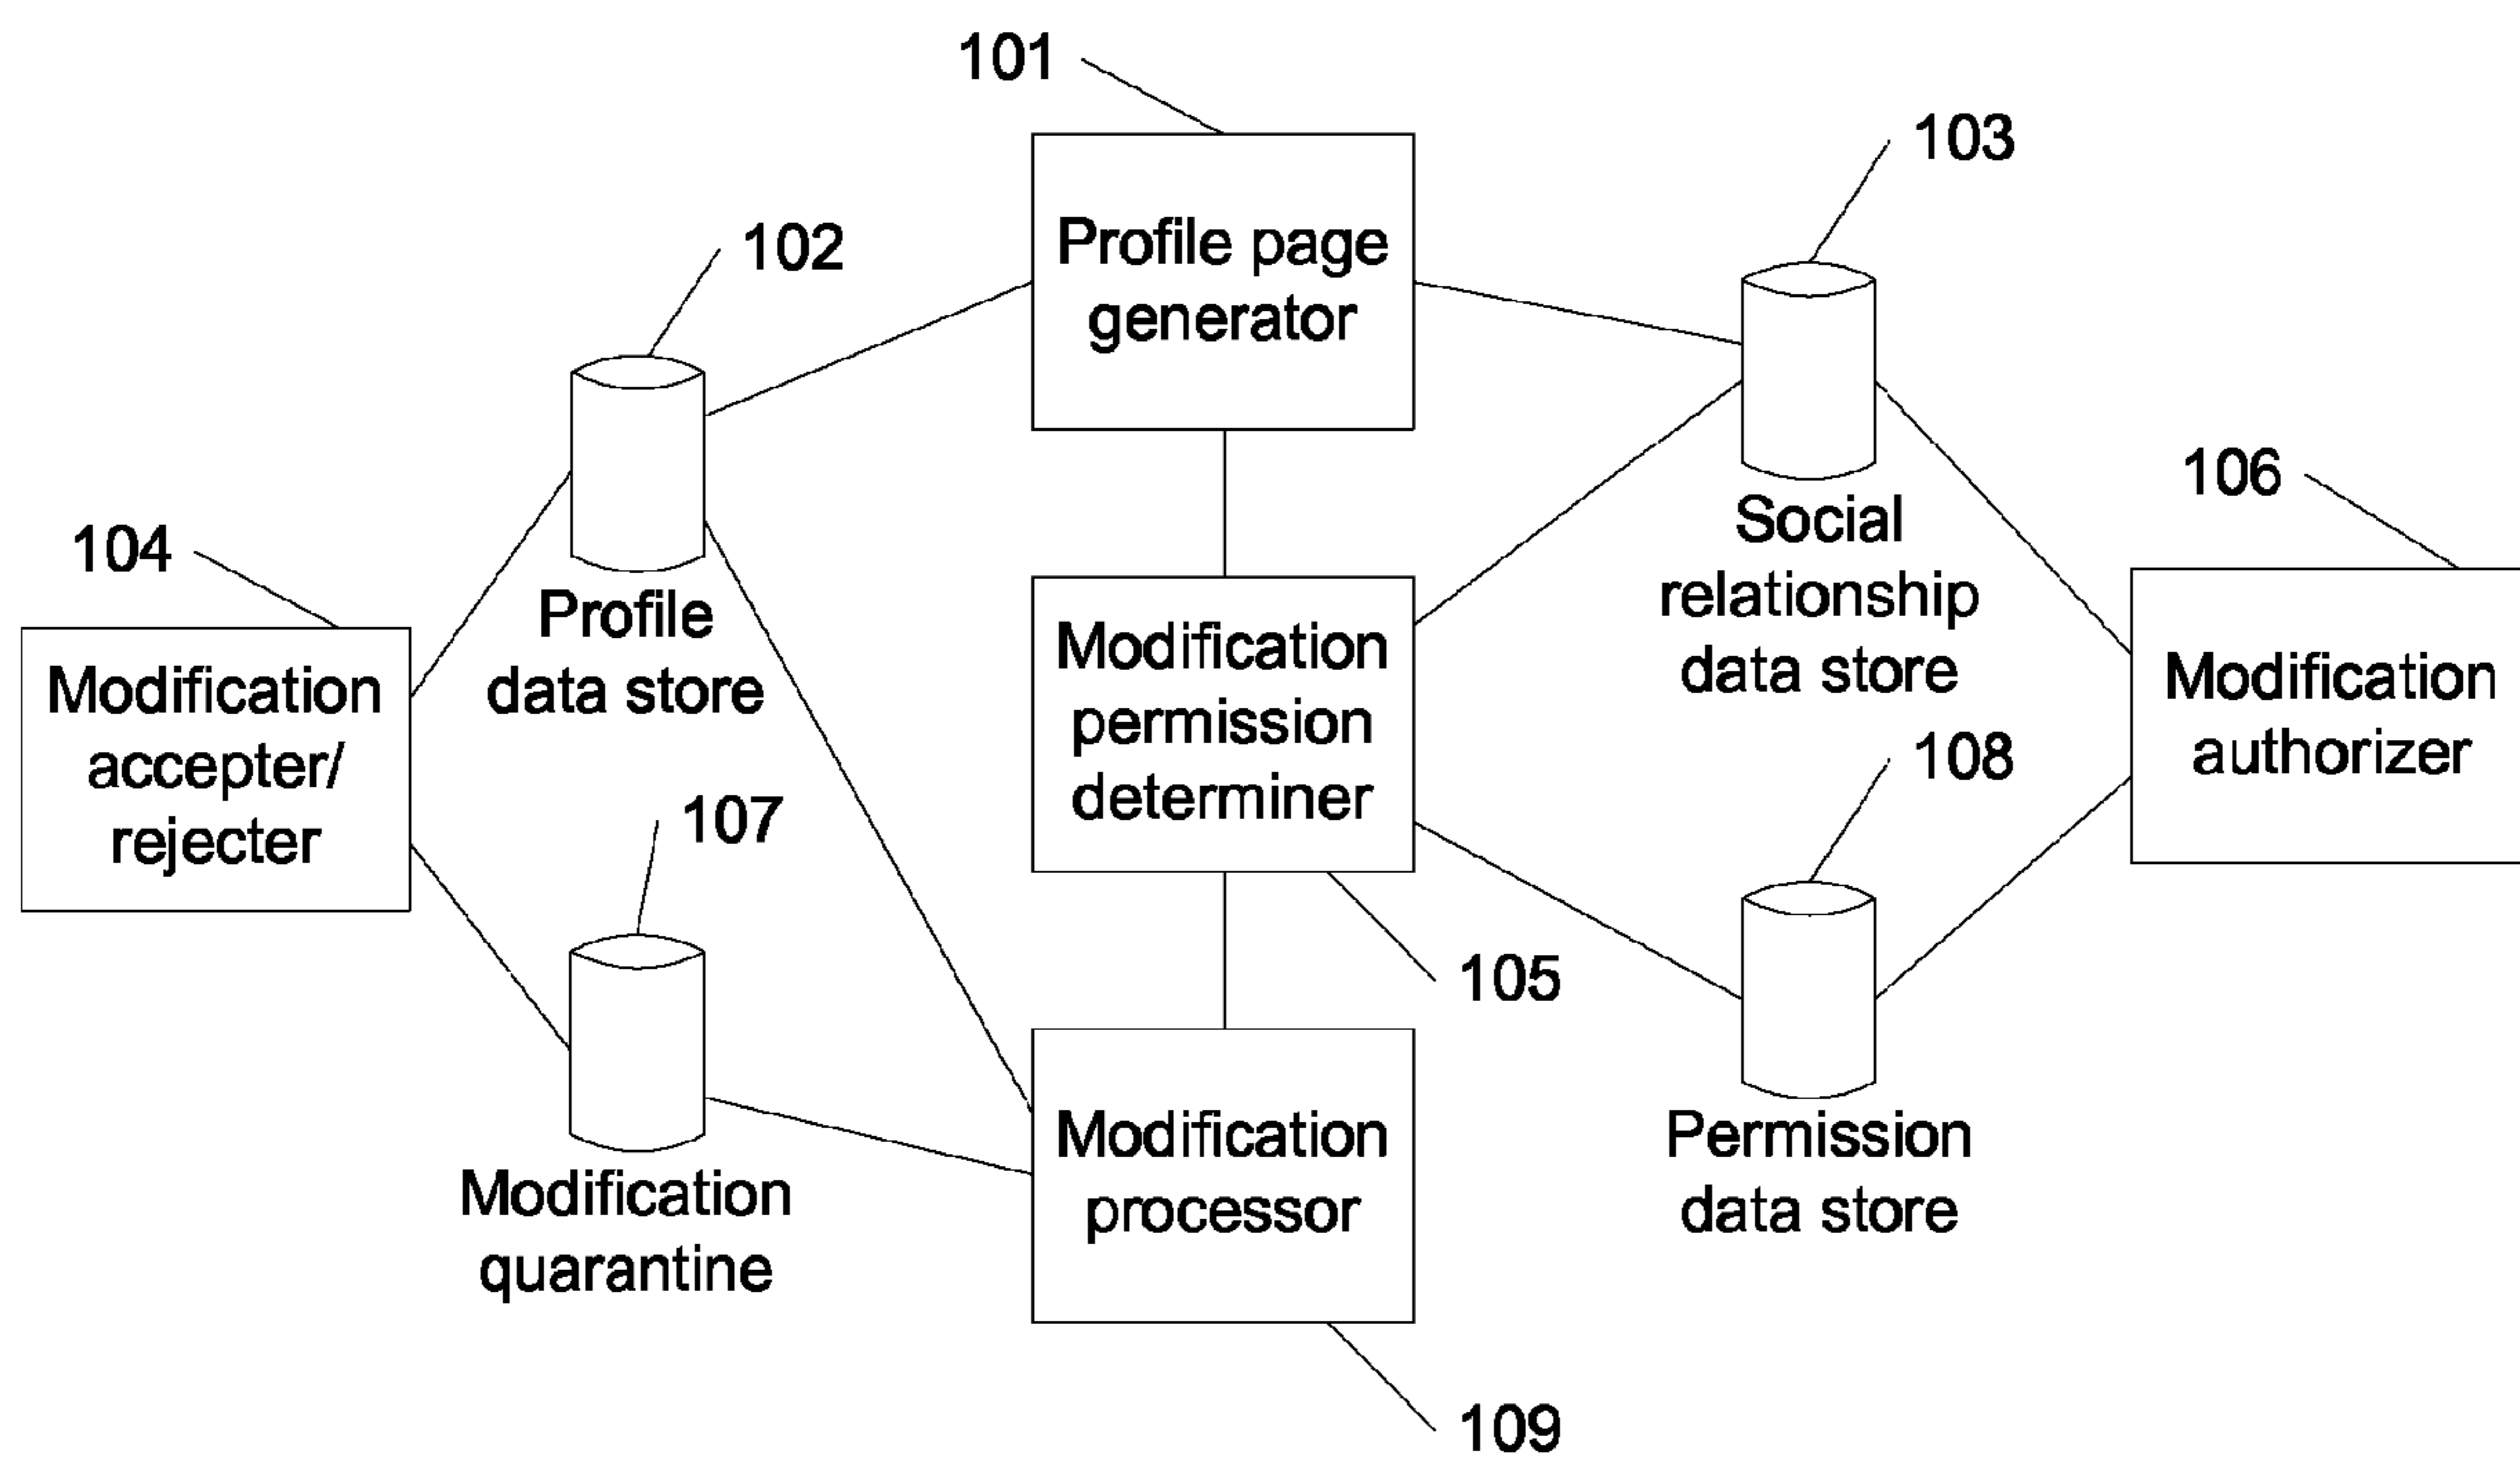 101
103
102
Profile page
generator
106
Social
relationship
data store
104
Profile
data store
Modification
accepter/
rejecter
Modification
permission
determiner
Modification
authorizer
108
107
105
Modification
quarantine
Modification
processor
Permission
data store
109